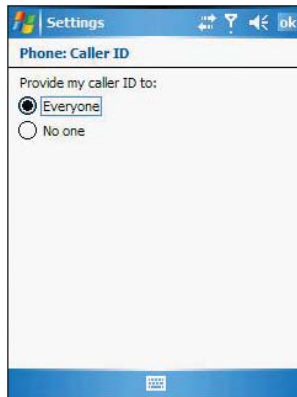 Settings
ok
Phone: Caller ID
Provide my caller ID to:
Everyone
No one